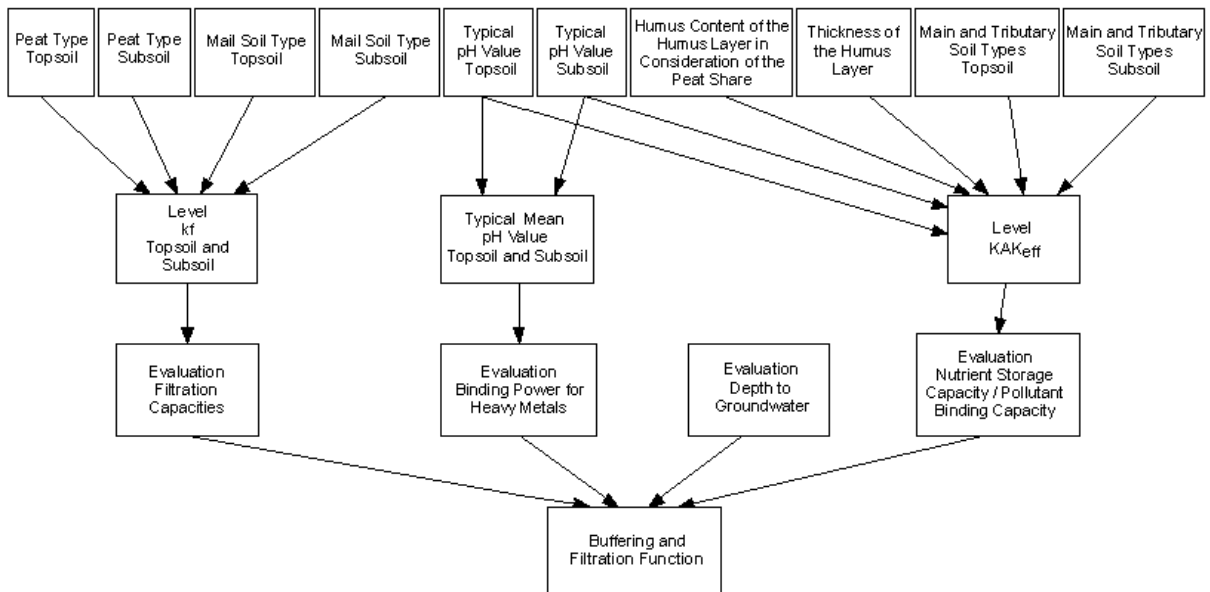 Peat Type
Topsoil
Peat Type
Subsoil
Mail Soil Type
Topsoil
Mail Soil Type
Subsoil
Typical
pH Value
Topsoil
Typical
pH Value
Subsoil
Humus Content of the
Humus Layer in
Consideration of the
Peat Share
Thickness of
the Humus
Layer
Main and Tributary
Soil Types
Topsoil
Main and Tributary
Soil Types
Subsoil
Level
kf
Topsoil and
Subsoil
Typical Mean
pH Value
Topsoil and Subsoil
Level
KAKeff
Evaluation
Filtration
Capacities
Evaluation
Binding Power for
Heavy Metals
Evaluation
Depth to
Groundwater
Evaluation
Nutrient Storage
Capacity / Pollutant
Binding Capacity
Buffering and
Filtration Function